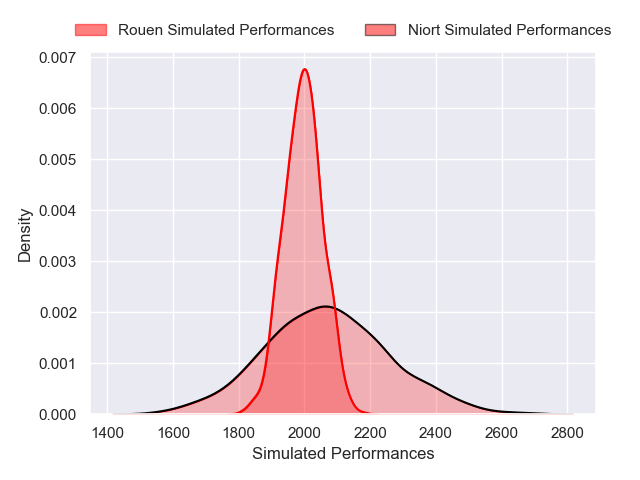 Rouen Simulated Performances Niort Simulated Performances
0.007
0.006
0.005
0.004
0.003
0.002
0.001
0.000
Density
1400 1600 1800 2000 2200 2400 2600 2800
Simulated Performances